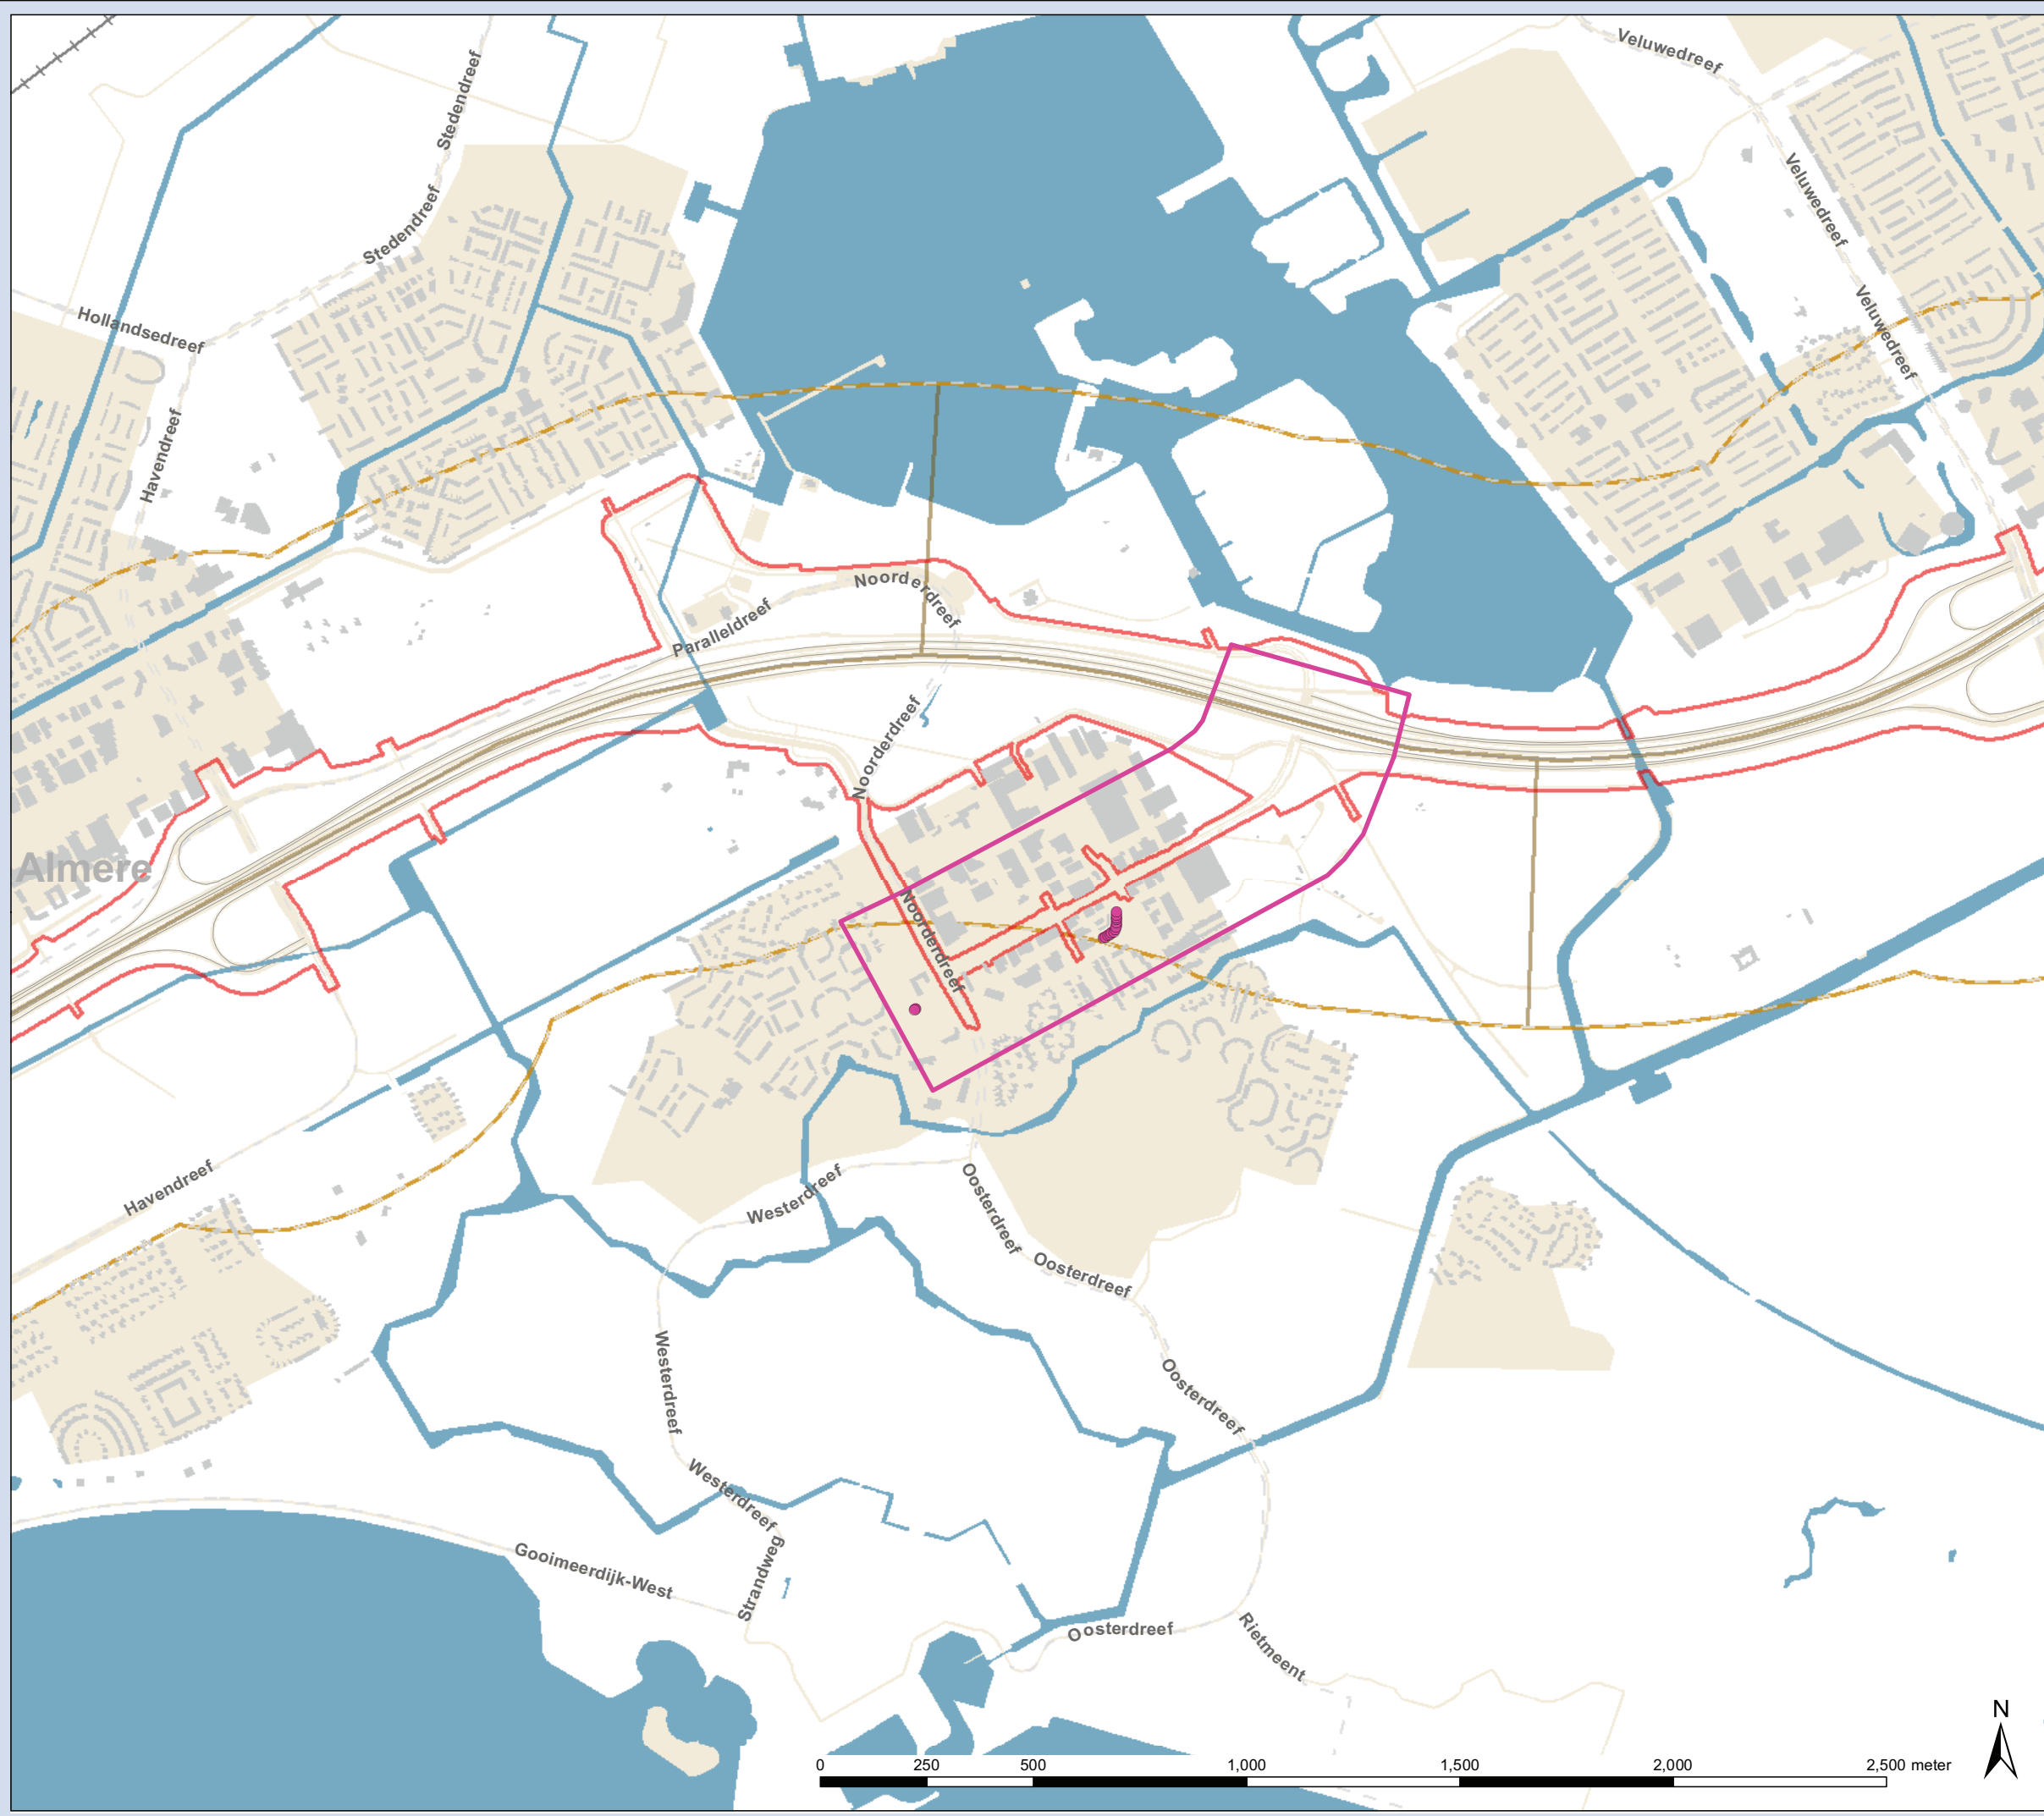 Veluwedreef
Stedendreef
Veluwedreef
Stedendreef
Hollandsedreef
Veluwedreef
Havendreef
Noorderdreef
Paralleldreef
Noorderdreef
Almere
Noorderdreef
Havendreef
Westerdreef
Oosterdreef
Oosterdreef
Westerdreef
Oosterdreef
Westerdreef
Gooimeerdijk-West
Strandweg
Oosterdreef
Rietmeent
N
0 250 500 1,000 1,500 2,000 2,500 meter